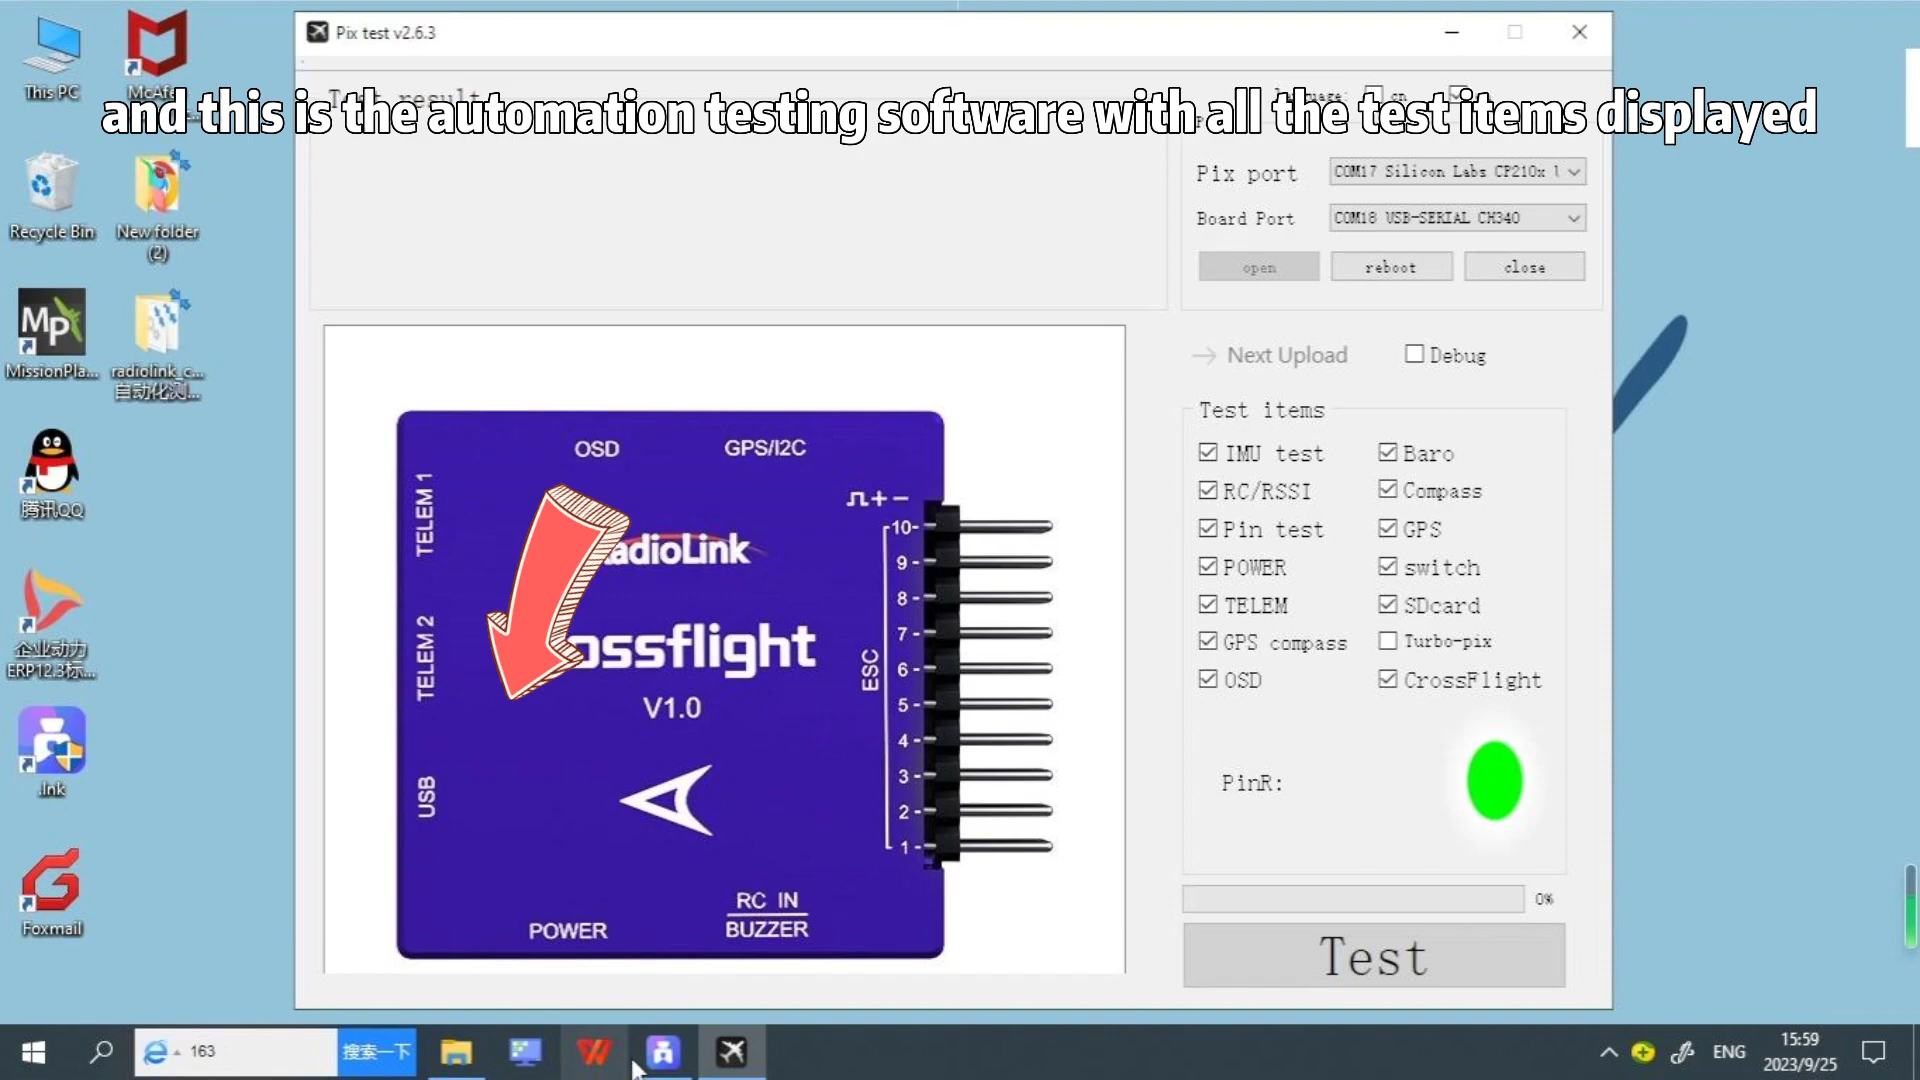 Pix test v2.6.3
This PC
McAfe
Test result
language: cn
and this is the automation testing software with all the test items displayed
Pix port
COM17 Silicon Labs CP210x
Board Port
COM18 USB-SERIAL CH340
open
reboot
close
Recycle Bin
New folder
(2)
MissionPla...
radiolink_c...
自动化测...
Next Upload
Debug
Test items
IMU test
Baro
RC/RSSI
Compass
Pin test
GPS
POWER
switch
TELEM
SDcard
GPS compass
Turbo-pix
OSD
CrossFlight
PinR:
0%
Test
OSD
GPS/I2C
TELEM 1
adioLink
10
9
8
7
6
5
4
3
2
1
ESC
TELEM 2
ossflight
V1.0
USB
POWER
RC IN
BUZZER
腾讯QQ
企业动力
ERP12.3标...
.lnk
Foxmail
163
搜索一下
ENG
15:59
2023/9/25